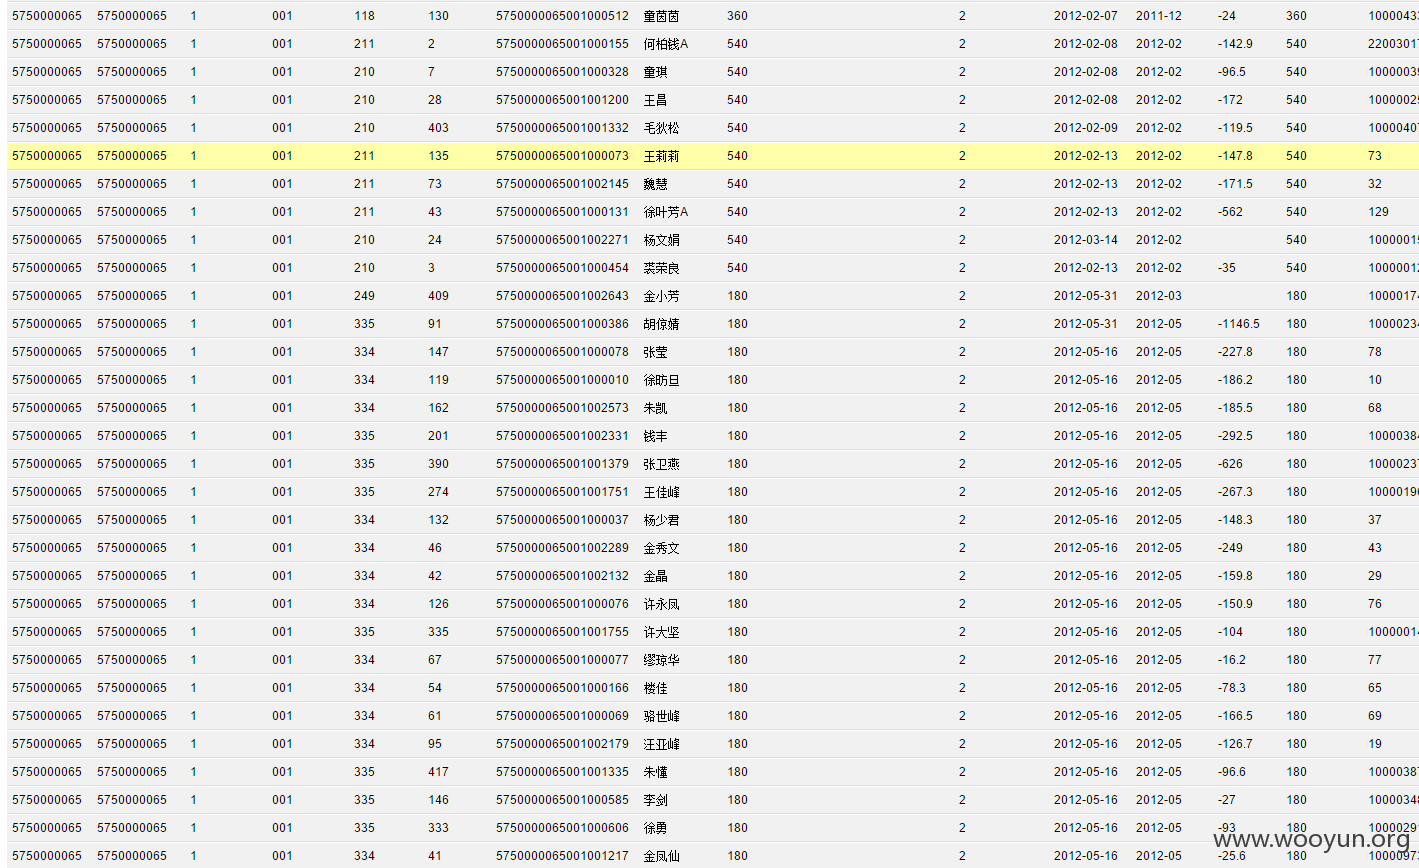 5750000065 5750000065 1 001 118 130 5750000065001000512 童茵茵 360 2 2012-02-07 2011-12 -24 360 1000043
5750000065 5750000065 1 001 211 2 5750000065001000155 何柏钱A 540 2 2012-02-08 2012-02 -142.9 540 2200301
5750000065 5750000065 1 001 210 7 5750000065001000328 童琪 540 2 2012-02-08 2012-02 -96.5 540 1000003
5750000065 5750000065 1 001 210 28 5750000065001001200 王昌 540 2 2012-02-08 2012-02 -172 540 1000002
5750000065 5750000065 1 001 210 403 5750000065001001332 毛狄松 540 2 2012-02-09 2012-02 -119.5 540 1000040
5750000065 5750000065 1 001 211 135 5750000065001000073 王莉莉 540 2 2012-02-13 2012-02 -147.8 540 73
5750000065 5750000065 1 001 211 73 5750000065001002145 魏慧 540 2 2012-02-13 2012-02 -171.5 540 32
5750000065 5750000065 1 001 211 43 5750000065001000131 徐叶芳A 540 2 2012-02-13 2012-02 -562 540 129
5750000065 5750000065 1 001 210 24 5750000065001002271 杨文娟 540 2 2012-03-14 2012-02 540 1000001
5750000065 5750000065 1 001 210 3 5750000065001000454 裘荣良 540 2 2012-02-13 2012-02 -35 540 1000001
5750000065 5750000065 1 001 249 409 5750000065001002643 金小芳 180 2 2012-05-31 2012-03 180 1000017
5750000065 5750000065 1 001 335 91 5750000065001000386 胡倞婧 180 2 2012-05-31 2012-05 -1146.5 180 1000023
5750000065 5750000065 1 001 334 147 5750000065001000078 张莹 180 2 2012-05-16 2012-05 -227.8 180 78
5750000065 5750000065 1 001 334 119 5750000065001000010 徐昉旦 180 2 2012-05-16 2012-05 -186.2 180 10
5750000065 5750000065 1 001 334 162 5750000065001002573 朱凯 180 2 2012-05-16 2012-05 -185.5 180 68
5750000065 5750000065 1 001 335 201 5750000065001002331 钱丰 180 2 2012-05-16 2012-05 -292.5 180 1000038
5750000065 5750000065 1 001 335 390 5750000065001001379 张卫燕 180 2 2012-05-16 2012-05 -626 180 1000023
5750000065 5750000065 1 001 335 274 5750000065001001751 王佳峰 180 2 2012-05-16 2012-05 -267.3 180 1000019
5750000065 5750000065 1 001 334 132 5750000065001000037 杨少君 180 2 2012-05-16 2012-05 -148.3 180 37
5750000065 5750000065 1 001 334 46 5750000065001002289 金秀文 180 2 2012-05-16 2012-05 -249 180 43
5750000065 5750000065 1 001 334 42 5750000065001002132 金晶 180 2 2012-05-16 2012-05 -159.8 180 29
5750000065 5750000065 1 001 334 126 5750000065001000076 许永凤 180 2 2012-05-16 2012-05 -150.9 180 76
5750000065 5750000065 1 001 335 335 5750000065001001755 许大坚 180 2 2012-05-16 2012-05 -104 180 1000001
5750000065 5750000065 1 001 334 67 5750000065001000077 缪琼华 180 2 2012-05-16 2012-05 -16.2 180 77
5750000065 5750000065 1 001 334 54 5750000065001000166 楼佳 180 2 2012-05-16 2012-05 -78.3 180 65
5750000065 5750000065 1 001 334 61 5750000065001000069 骆世峰 180 2 2012-05-16 2012-05 -166.5 180 69
5750000065 5750000065 1 001 334 95 5750000065001002179 汪亚峰 180 2 2012-05-16 2012-05 -126.7 180 19
5750000065 5750000065 1 001 335 417 5750000065001001335 朱懂 180 2 2012-05-16 2012-05 -96.6 180 1000038
5750000065 5750000065 1 001 335 146 5750000065001000585 李剑 180 2 2012-05-16 2012-05 -27 180 1000034
5750000065 5750000065 1 001 335 333 5750000065001000606 徐勇 180 2 2012-05-16 2012-05 -93 180 1000029
www.wooyun.org
5750000065 5750000065 1 001 334 41 5750000065001001217 金凤仙 180 2 2012-05-16 2012-05 -25.6 180 1000097